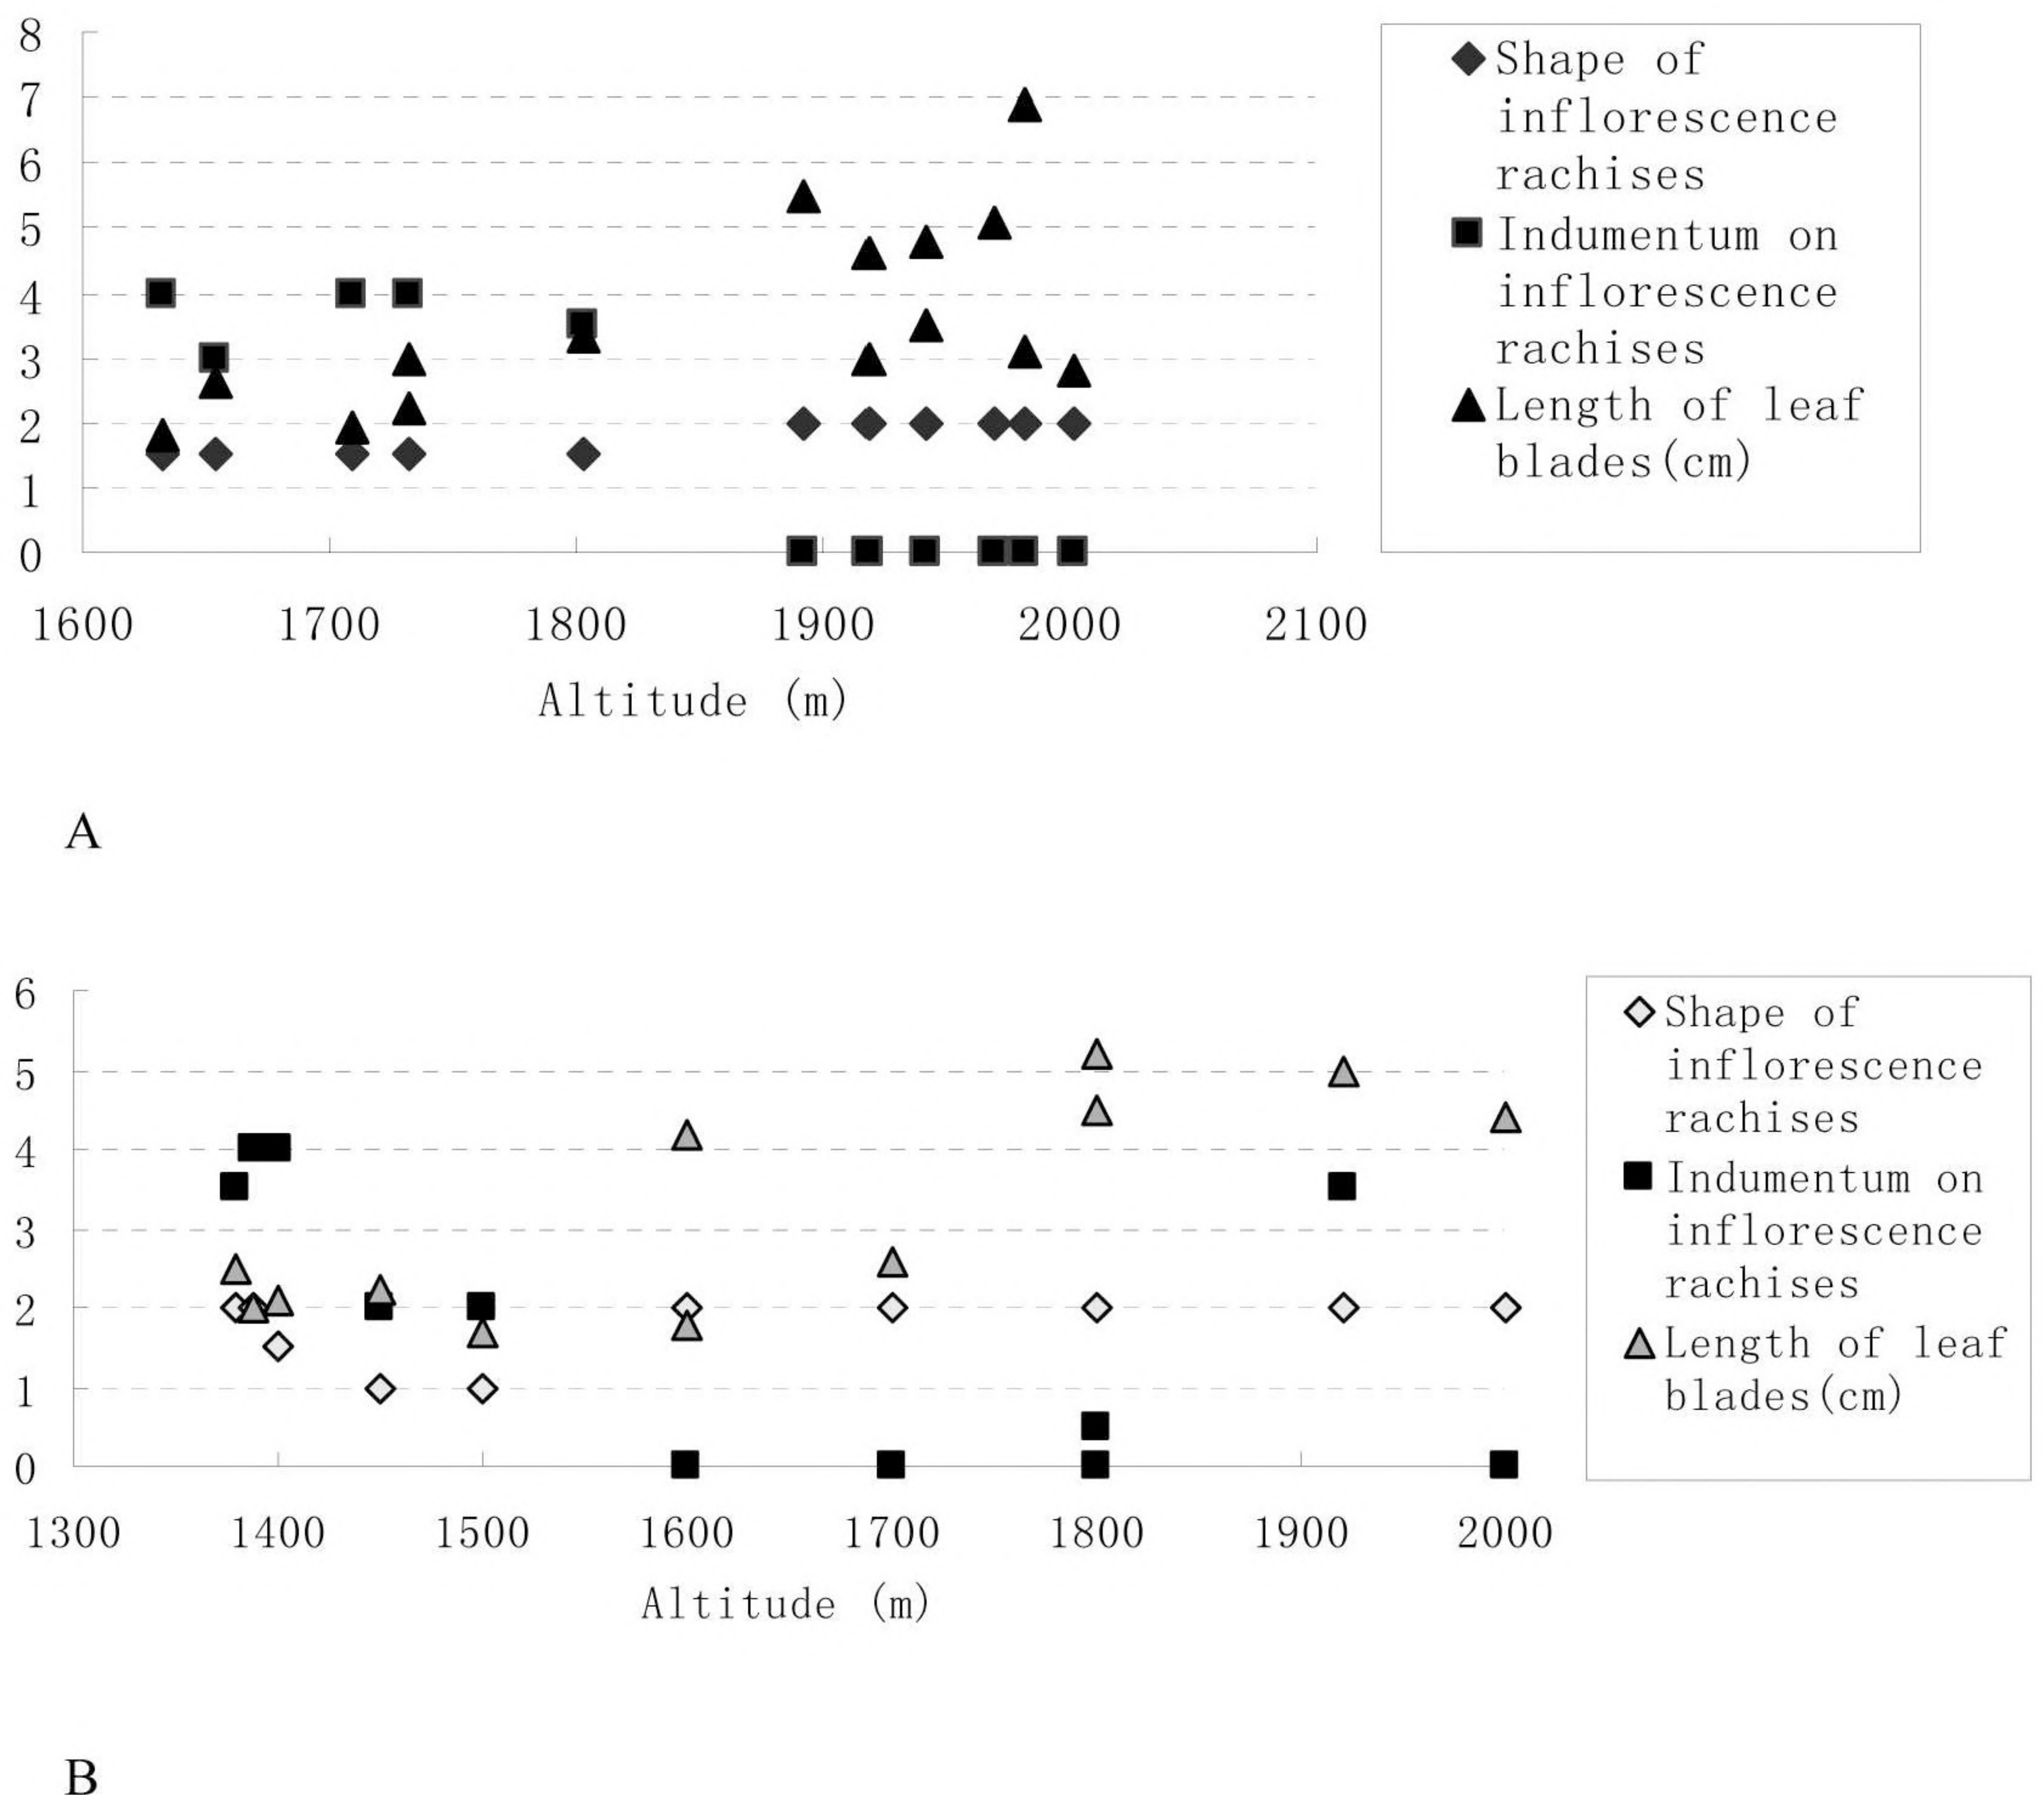 8
7
6
5
4
3
2
1
0
1600 1700 1800 1900 2000 2100
Altitude (m)
Shape of
inflorescence
rachises
Indumentum on
inflorescence
rachises
Length of leaf
blades(cm)
A
6
5
4
3
2
1
0
1300 1400 1500 1600 1700 1800 1900 2000
Altitude (m)
Shape of
inflorescence
rachises
Indumentum on
inflorescence
rachises
Length of leaf
blades(cm)
B